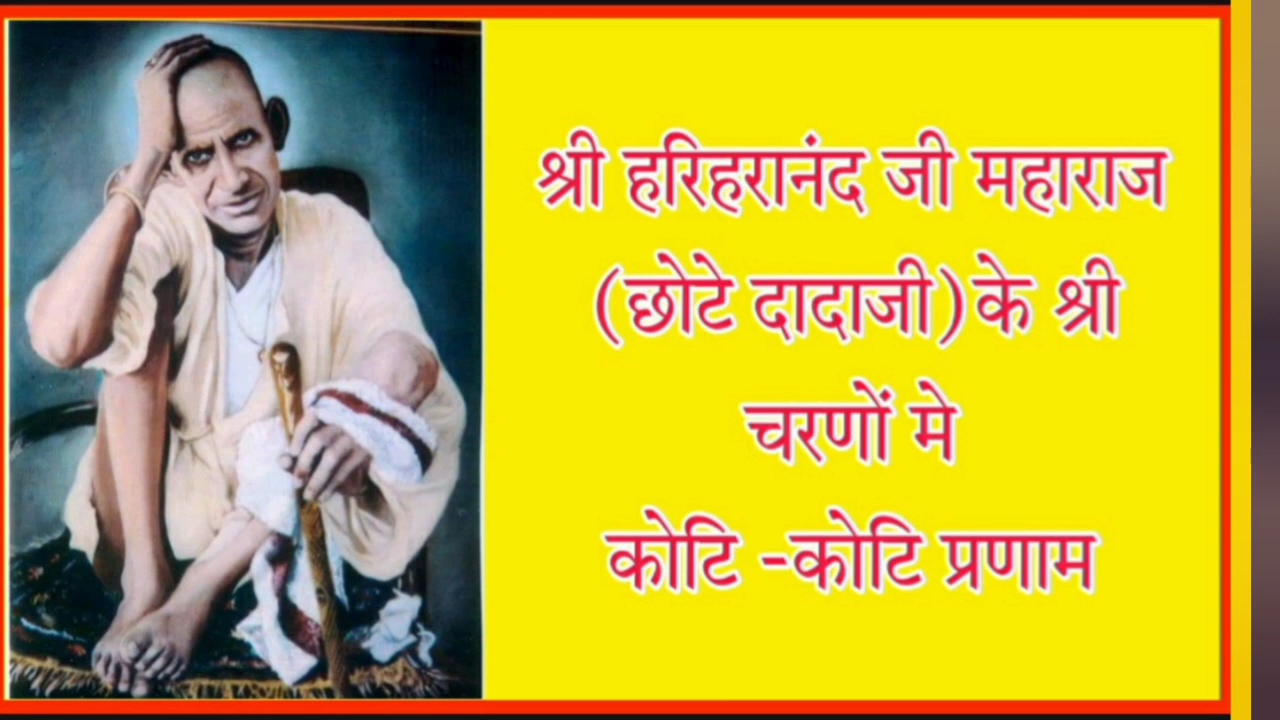 श्री हरिहरानंद जी महाराज
(छोटे दादाजी)के श्री
चरणों मे
कोटि -कोटि प्रणाम